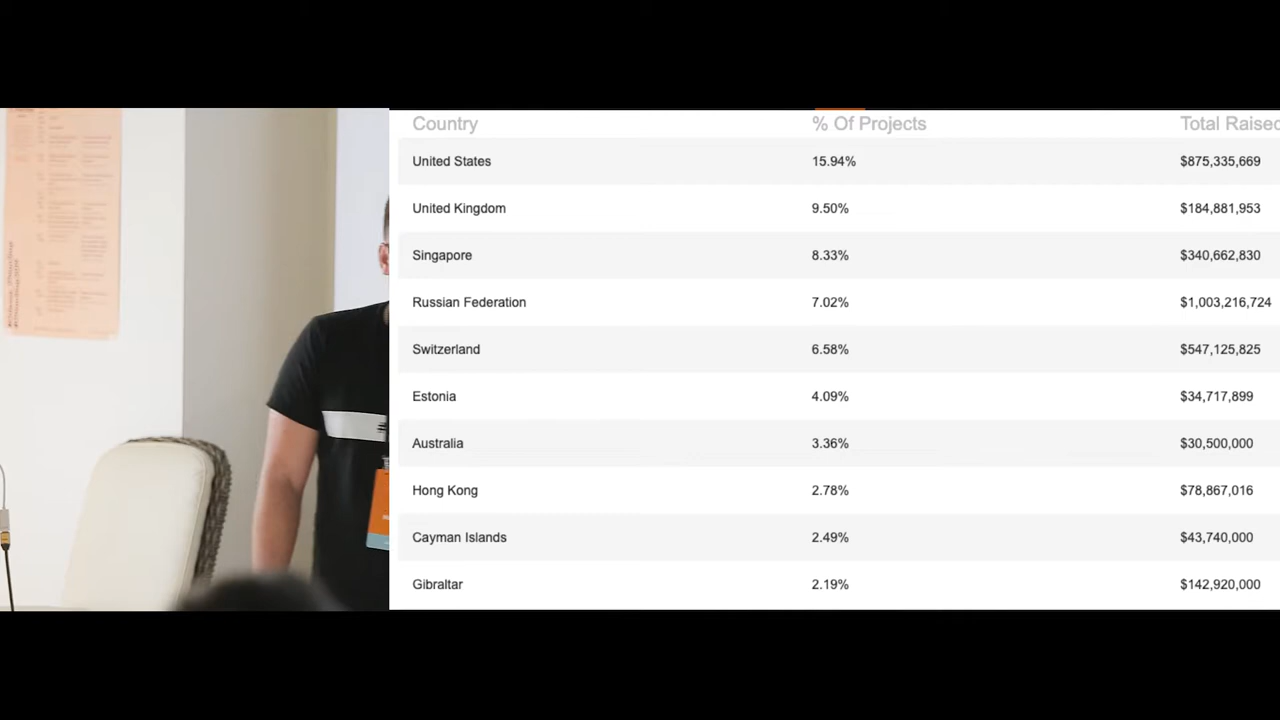 Country % Of Projects Total Raised
United States 15.94% $875,335,669
United Kingdom 9.50% $184,881,953
Singapore 8.33% $340,662,830
Russian Federation 7.02% $1,003,216,724
Switzerland 6.58% $547,125,825
Estonia 4.09% $34,717,899
Australia 3.36% $30,500,000
Hong Kong 2.78% $78,867,016
Cayman Islands 2.49% $43,740,000
Gibraltar 2.19% $142,920,000